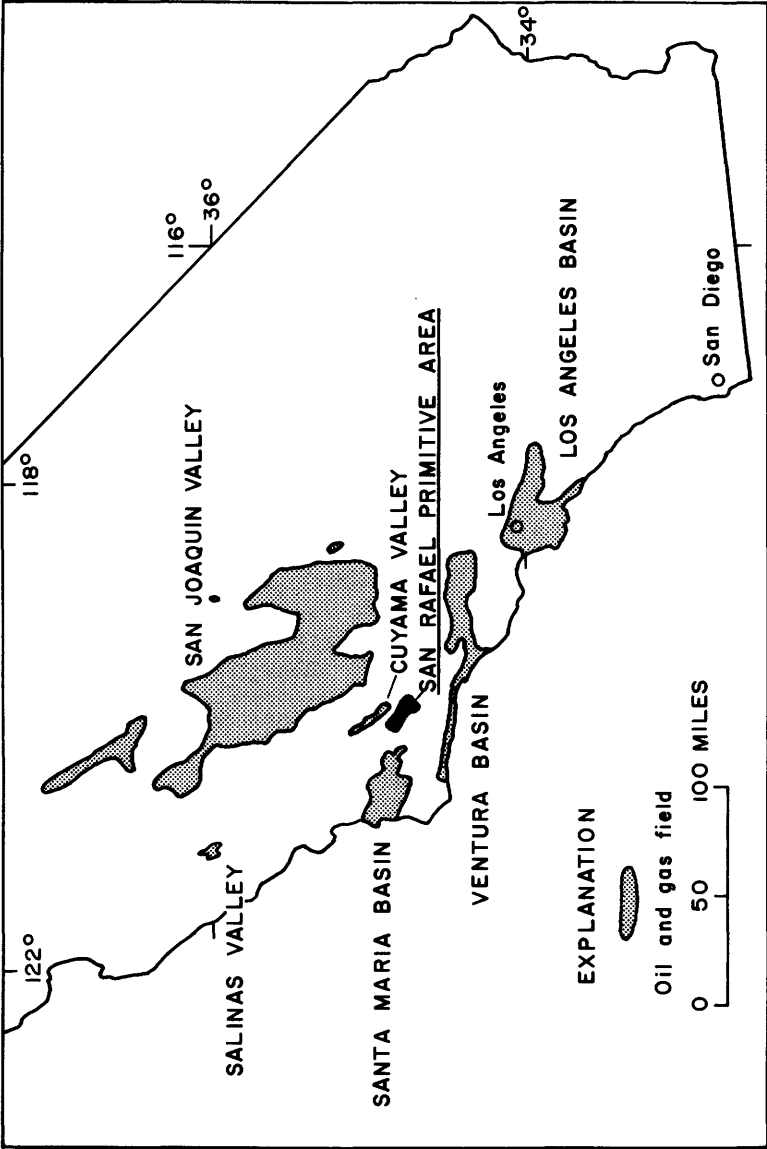 122°
118°
116°
36°
34°
SAN JOAQUIN VALLEY
SALINAS VALLEY
CUYAMA VALLEY
SAN RAFAEL PRIMITIVE AREA
SANTA MARIA BASIN
VENTURA BASIN
Los Angeles
LOS ANGELES BASIN
San Diego
EXPLANATION
Oil and gas field
0 50 100 MILES